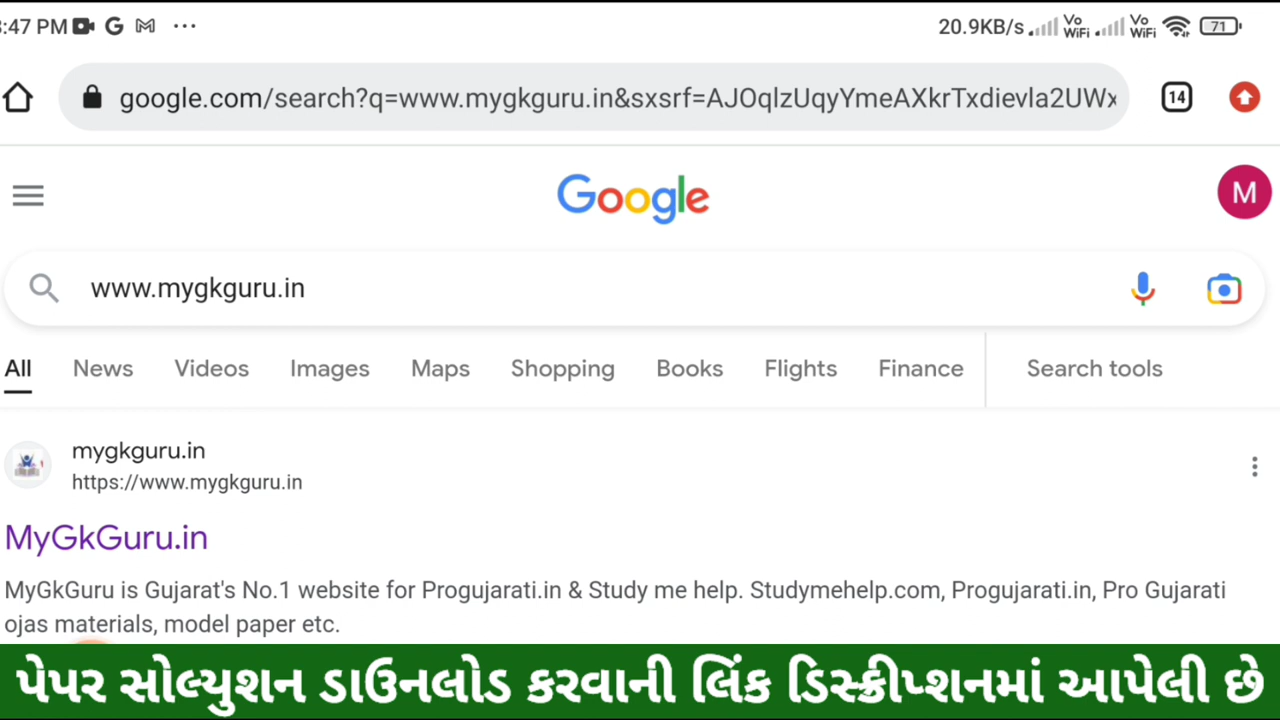 :47 PM G M ...
20.9KB/s Vo WiFi Vo WiFi 71
google.com/search?q=www.mygkguru.in&sxsrf=AJOqlzUqyYmeAXkrTxdievla2UWx
14
Google
M
www.mygkguru.in
All News Videos Images Maps Shopping Books Flights Finance Search tools
mygkguru.in
https://www.mygkguru.in
MyGkGuru.in
MyGkGuru is Gujarat's No.1 website for Progujarati.in & Study me help. Studymehelp.com, Progujarati.in, Pro Gujarati
ojas materials, model paper etc.
પેપર સોલ્યુશન ડાઉનલોડ કરવાની લિંક ડિસ્ક્રીપ્શનમાં આપેલી છે